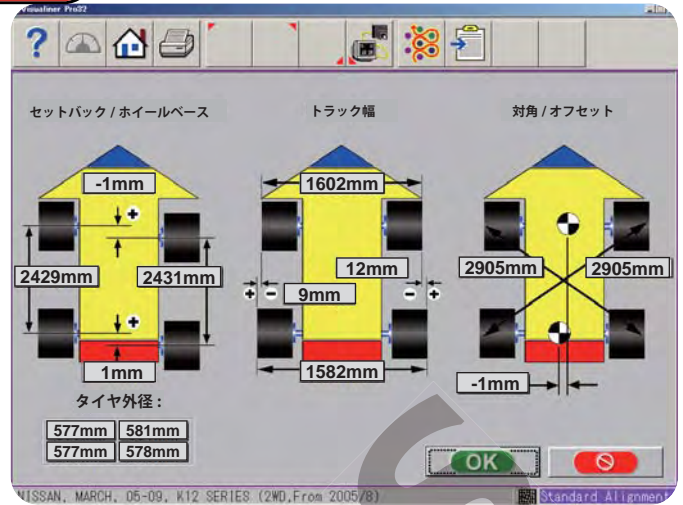 Visualiner Pro32
?
セットバック / ホイールベース
トラック幅
対角 / オフセット
-1mm
1602mm
2429mm
2431mm
12mm
9mm
2905mm
2905mm
1mm
1582mm
-1mm
タイヤ外径 :
577mm 581mm
577mm 578mm
OK
NISSAN, MARCH, 05-09, K12 SERIES (2WD,From 2005/8)
Standard Alignment